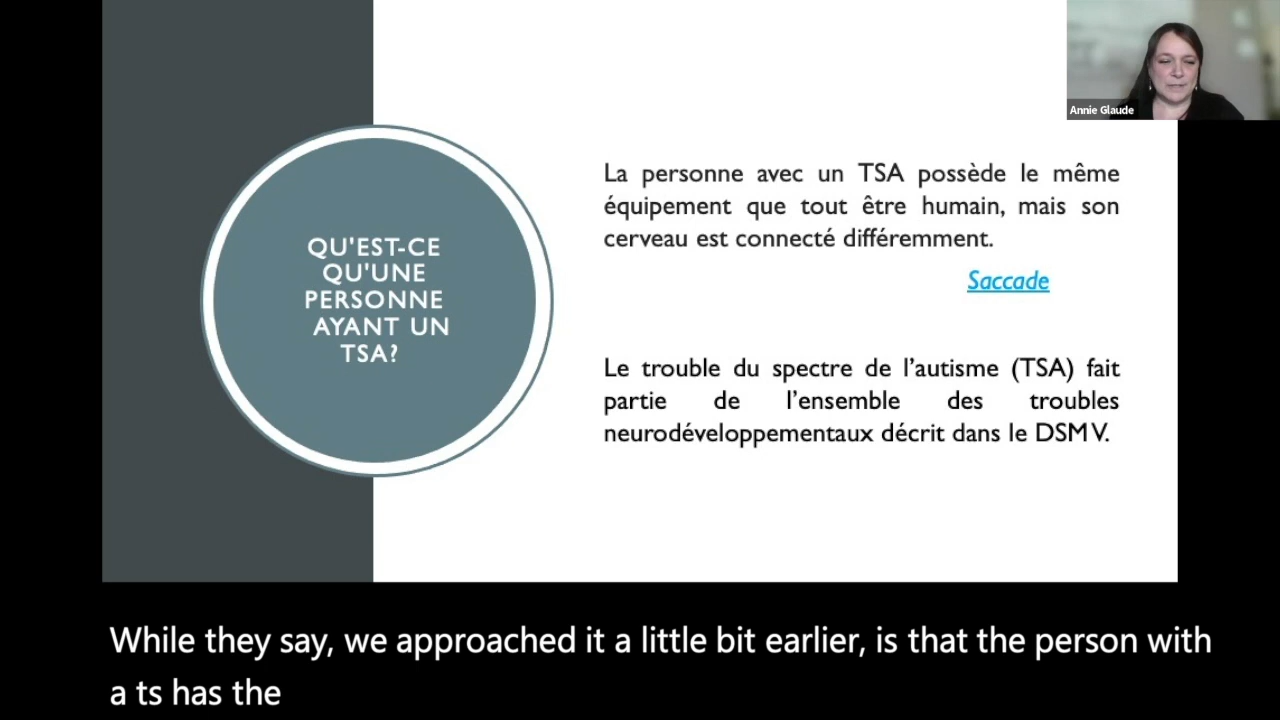 Annie Glaude
QU'EST-CE
QU'UNE
PERSONNE
AYANT UN
TSA?
La personne avec un TSA possède le même
équipement que tout être humain, mais son
cerveau est connecté différemment.
Saccade
Le trouble du spectre de l’autisme (TSA) fait
partie de l’ensemble des troubles
neurodéveloppementaux décrit dans le DSM V.
While they say, we approached it a little bit earlier, is that the person with
a ts has the